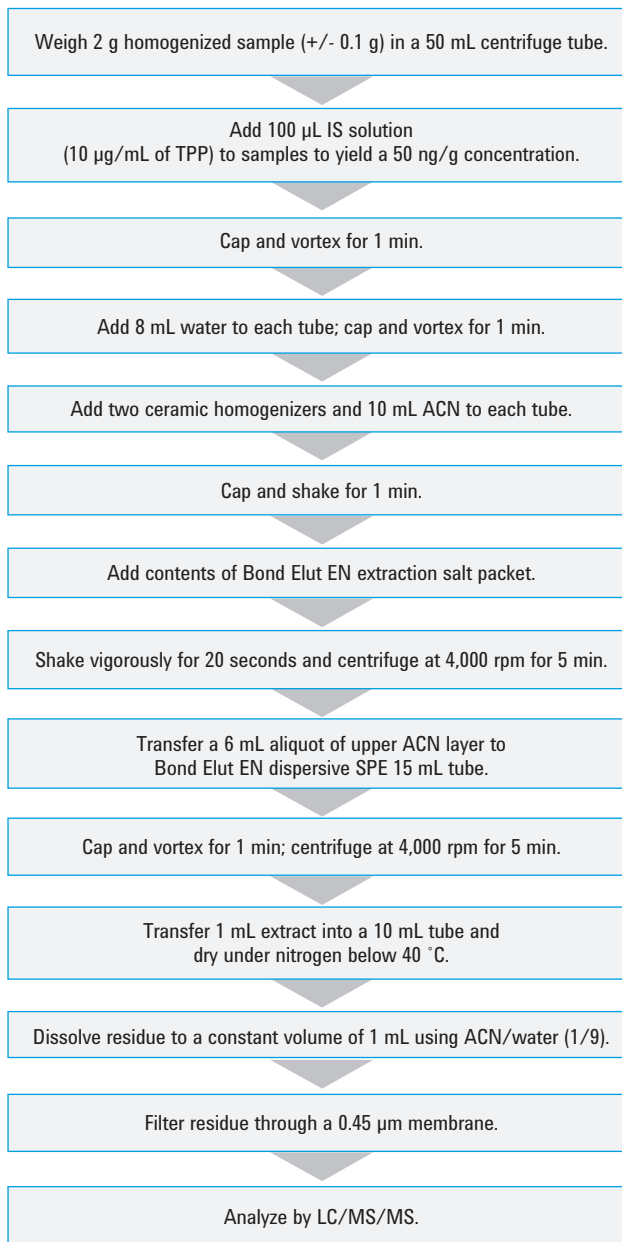 Weigh 2 g homogenized sample (+/- 0.1 g) in a 50 mL centrifuge tube.
Add 100 µL IS solution
(10 µg/mL of TPP) to samples to yield a 50 ng/g concentration.
Cap and vortex for 1 min.
Add 8 mL water to each tube; cap and vortex for 1 min.
Add two ceramic homogenizers and 10 mL ACN to each tube.
Cap and shake for 1 min.
Add contents of Bond Elut EN extraction salt packet.
Shake vigorously for 20 seconds and centrifuge at 4,000 rpm for 5 min.
Transfer a 6 mL aliquot of upper ACN layer to
Bond Elut EN dispersive SPE 15 mL tube.
Cap and vortex for 1 min; centrifuge at 4,000 rpm for 5 min.
Transfer 1 mL extract into a 10 mL tube and
dry under nitrogen below 40 ˚C.
Dissolve residue to a constant volume of 1 mL using ACN/water (1/9).
Filter residue through a 0.45 µm membrane.
Analyze by LC/MS/MS.